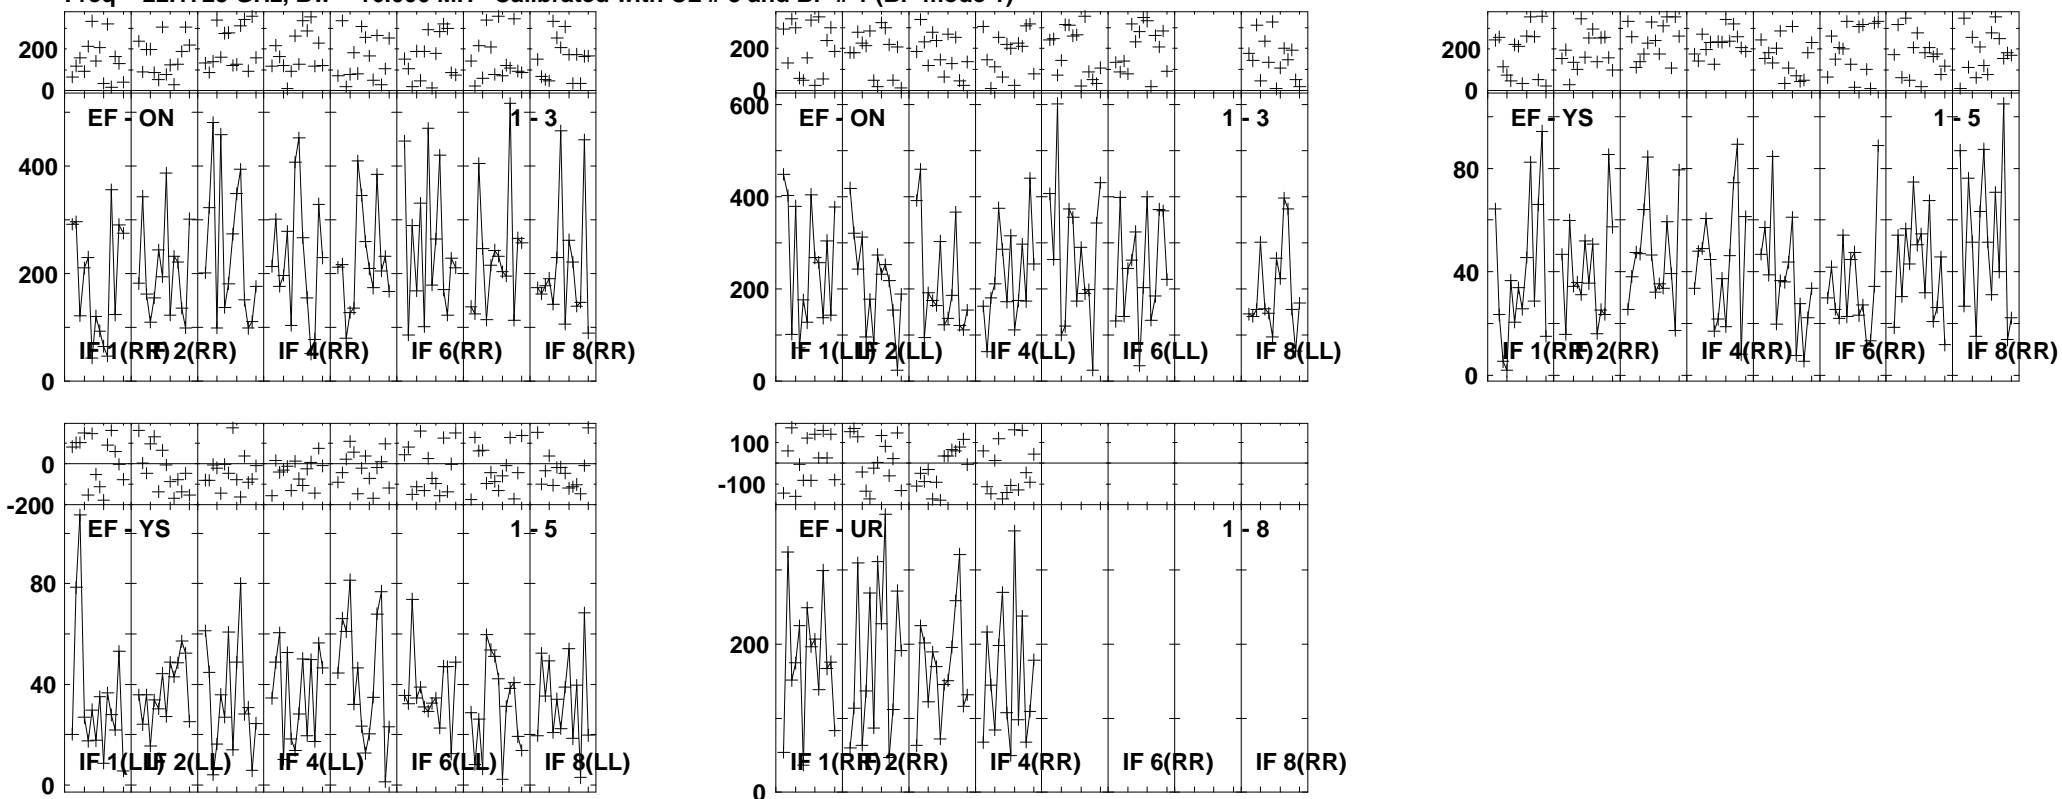 200
0
EF - ON
1 - 3
400
200
0
IF 1(RR)
IF 2(RR)
IF 4(RR)
IF 6(RR)
IF 8(RR)
200
0
600
EF - ON
1 - 3
400
200
0
IF 1(LL)
IF 2(LL)
IF 4(LL)
IF 6(LL)
IF 8(LL)
200
0
EF - YS
1 - 5
80
40
0
IF 1(RR)
IF 2(RR)
IF 4(RR)
IF 6(RR)
IF 8(RR)
0
-200
EF - YS
1 - 5
80
40
0
IF 1(LL)
IF 2(LL)
IF 4(LL)
IF 6(LL)
IF 8(LL)
100
-100
EF - UR
1 - 8
200
0
IF 1(RR)
IF 2(RR)
IF 4(RR)
IF 6(RR)
IF 8(RR)